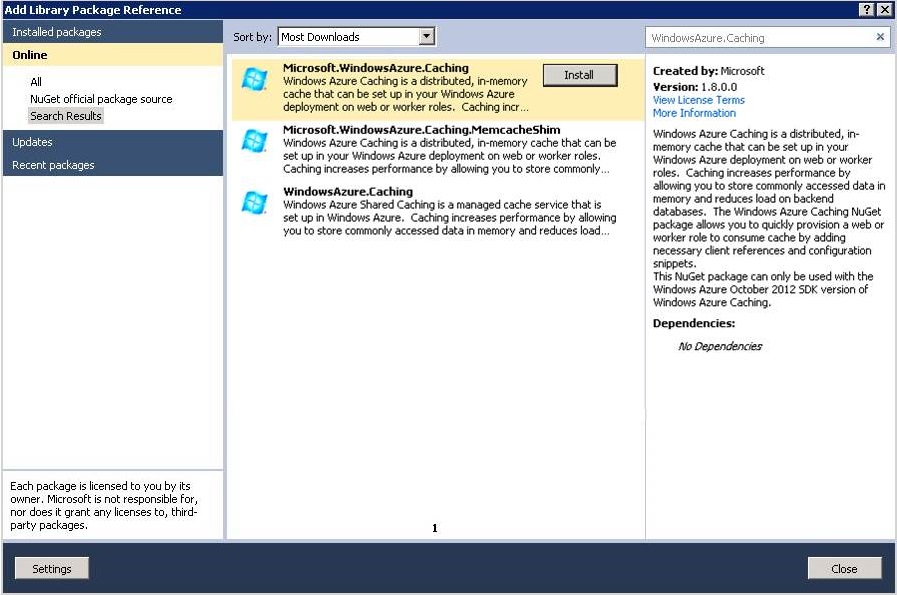 Add Library Package Reference
Installed packages
Online
All
NuGet official package source
Search Results
Updates
Recent packages
Each package is licensed to you by its
owner. Microsoft is not responsible for,
nor does it grant any licenses to, third-
party packages.
Settings
Sort by: Most Downloads
Microsoft.WindowsAzure.Caching
Windows Azure Caching is a distributed, in-memory
cache that can be set up in your Windows Azure
deployment on web or worker roles.  Caching incr...
Install
Microsoft.WindowsAzure.Caching.MemcacheShim
Windows Azure Caching is a distributed, in-memory cache that can be
set up in your Windows Azure deployment on web or worker roles.
Caching increases performance by allowing you to store commonly...
WindowsAzure.Caching
Windows Azure Shared Caching is a managed cache service that is
set up in Windows Azure.  Caching increases performance by allowing
you to store commonly accessed data in memory and reduces load...
1
WindowsAzure.Caching
Created by: Microsoft
Version: 1.8.0.0
View License Terms
More Information
Windows Azure Caching is a distributed, in-
memory cache that can be set up in your
Windows Azure deployment on web or worker
roles.  Caching increases performance by
allowing you to store commonly accessed data in
memory and reduces load on backend
databases.  The Windows Azure Caching NuGet
package allows you to quickly provision a web or
worker role to consume cache by adding
necessary client references and configuration
snippets.
This NuGet package can only be used with the
Windows Azure October 2012 SDK version of
Windows Azure Caching.
Dependencies:
No Dependencies
Close